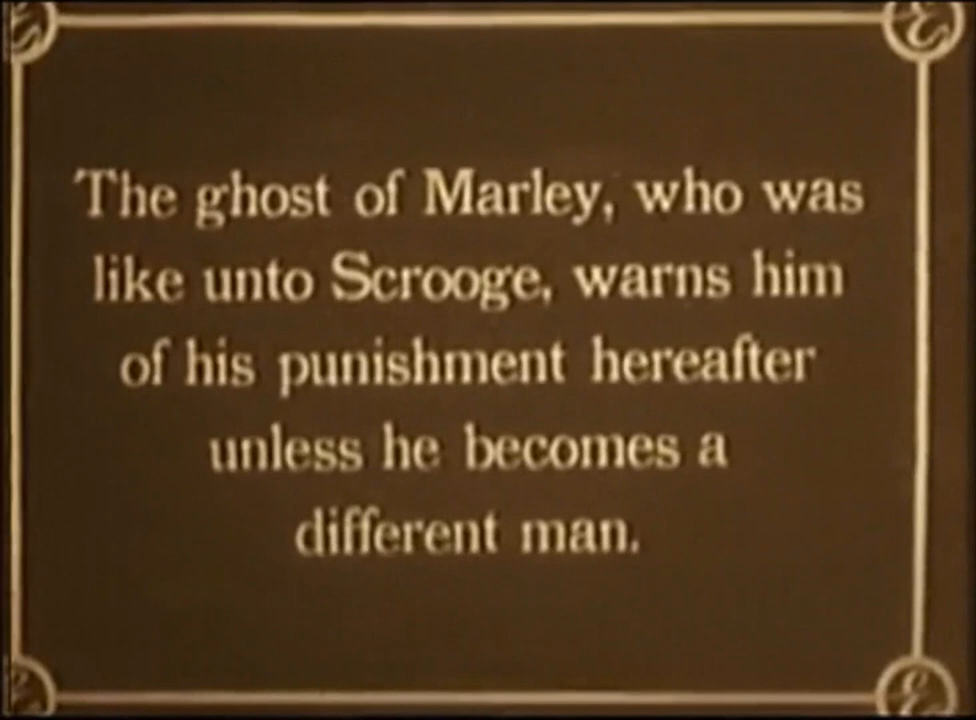 The ghost of Marley, who was
like unto Scrooge, warns him
of his punishment hereafter
unless he becomes a
different man.